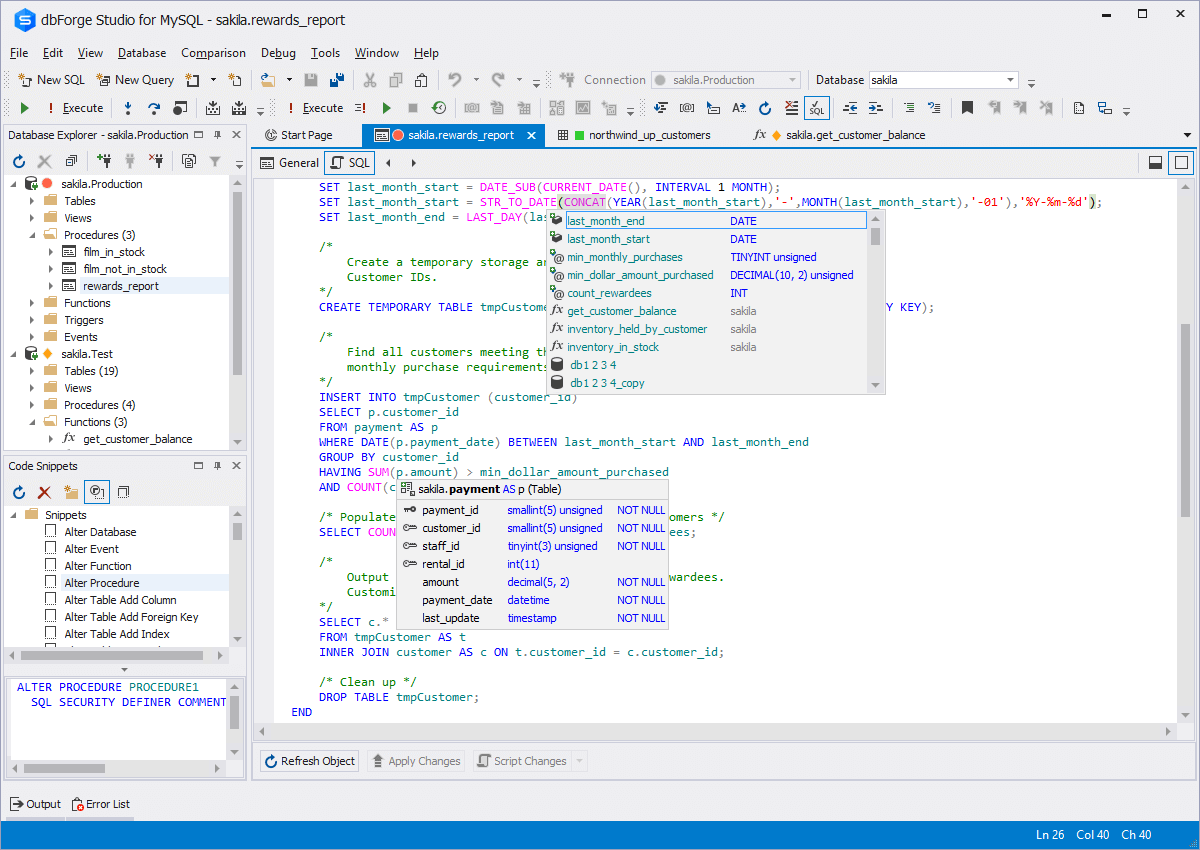 dbForge Studio for MySQL - sakila.rewards_report
File Edit View Database Comparison Debug Tools Window Help
New SQL New Query Connection sakila.Production Database sakila
Execute Execute SQL
Database Explorer - sakila.Production
Start Page sakila.rewards_report northwind_up_customers fx sakila.get_customer_balance
General SQL
sakila.Production
Tables
Views
Procedures (3)
film_in_stock
film_not_in_stock
rewards_report
Functions
Triggers
Events
sakila.Test
Tables (19)
Views
Procedures (4)
Functions (3)
fx get_customer_balance
Code Snippets
Snippets
Alter Database
Alter Event
Alter Function
Alter Procedure
Alter Table Add Column
Alter Table Add Foreign Key
Alter Table Add Index
ALTER PROCEDURE PROCEDURE1
SQL SECURITY DEFINER COMMENT
SET last_month_start = DATE_SUB(CURRENT_DATE(), INTERVAL 1 MONTH);
SET last_month_start = STR_TO_DATE(CONCAT(YEAR(last_month_start),'-',MONTH(last_month_start),'-01'),'%Y-%m-%d');
SET last_month_end = LAST_DAY(las
/*
Create a temporary storage ar
Customer IDs.
*/
CREATE TEMPORARY TABLE tmpCustome Y KEY);
/*
Find all customers meeting th
monthly purchase requirements
*/
INSERT INTO tmpCustomer (customer_id)
SELECT p.customer_id
FROM payment AS p
WHERE DATE(p.payment_date) BETWEEN last_month_start AND last_month_end
GROUP BY customer_id
HAVING SUM(p.amount) > min_dollar_amount_purchased
AND COUNT(c
/* Populate omers */
SELECT COUN ees;
/*
Output wardees.
Customi
*/
SELECT c.*
FROM tmpCustomer AS t
INNER JOIN customer AS c ON t.customer_id = c.customer_id;
/* Clean up */
DROP TABLE tmpCustomer;
END
last_month_end DATE
last_month_start DATE
min_monthly_purchases TINYINT unsigned
min_dollar_amount_purchased DECIMAL(10, 2) unsigned
count_rewardees INT
fx get_customer_balance sakila
fx inventory_held_by_customer sakila
fx inventory_in_stock sakila
db1 2 3 4
db1 2 3 4_copy
sakila.payment AS p (Table)
payment_id smallint(5) unsigned NOT NULL
customer_id smallint(5) unsigned NOT NULL
staff_id tinyint(3) unsigned NOT NULL
rental_id int(11)
amount decimal(5, 2) NOT NULL
payment_date datetime NOT NULL
last_update timestamp NOT NULL
Refresh Object Apply Changes Script Changes
Output Error List
Ln 26 Col 40 Ch 40